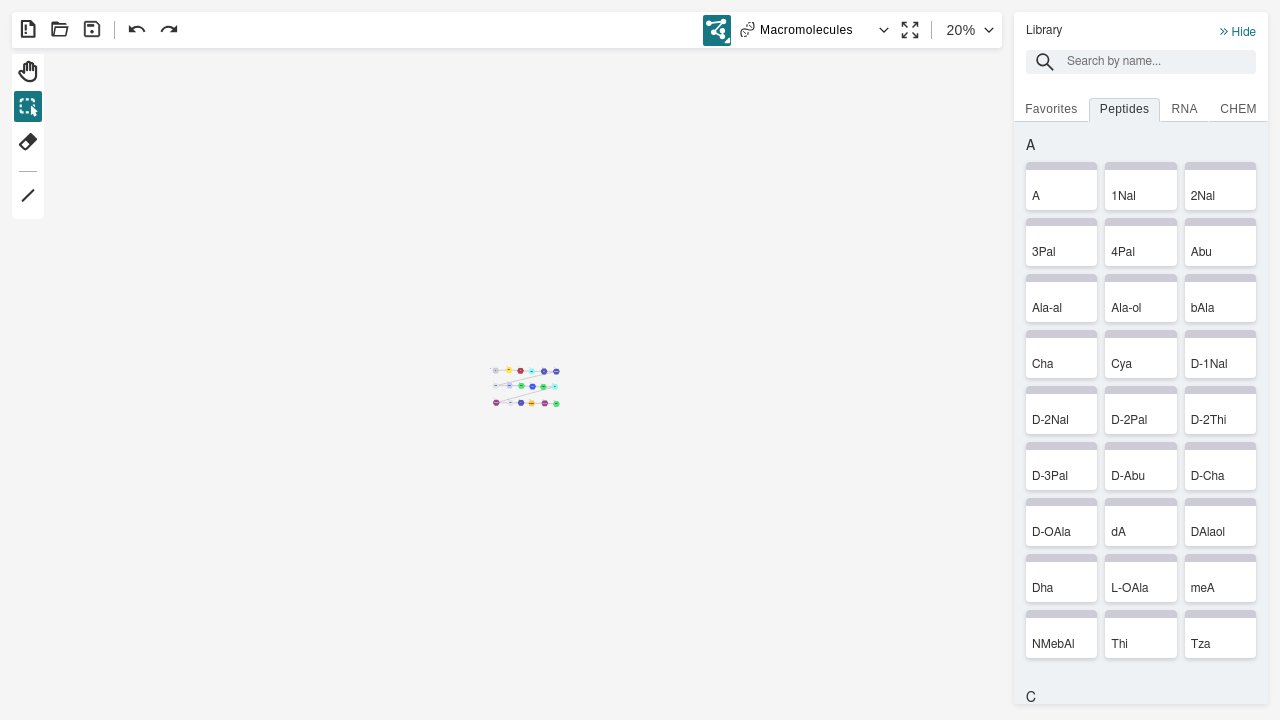 Macromolecules
20%
Library
Hide
Search by name...
Favorites
Peptides
RNA
CHEM
A
A
1Nal
2Nal
3Pal
4Pal
Abu
Ala-al
Ala-ol
bAla
Cha
Cya
D-1Nal
D-2Nal
D-2Pal
D-2Thi
D-3Pal
D-Abu
D-Cha
D-OAla
dA
DAlaol
Dha
L-OAla
meA
NMebAl
Thi
Tza
C